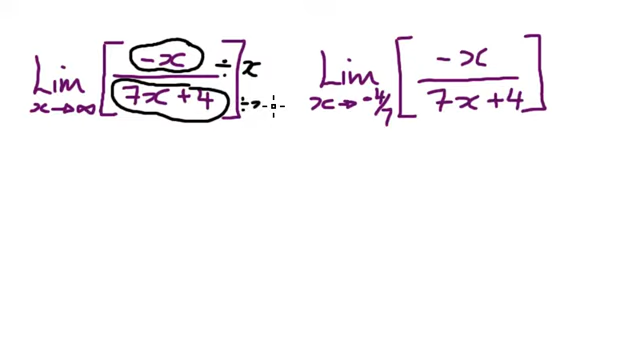 Lim x→∞ [ -x / 7x + 4 ] ÷ x ÷
Lim x→ -4/7 [ -x / 7x + 4 ]